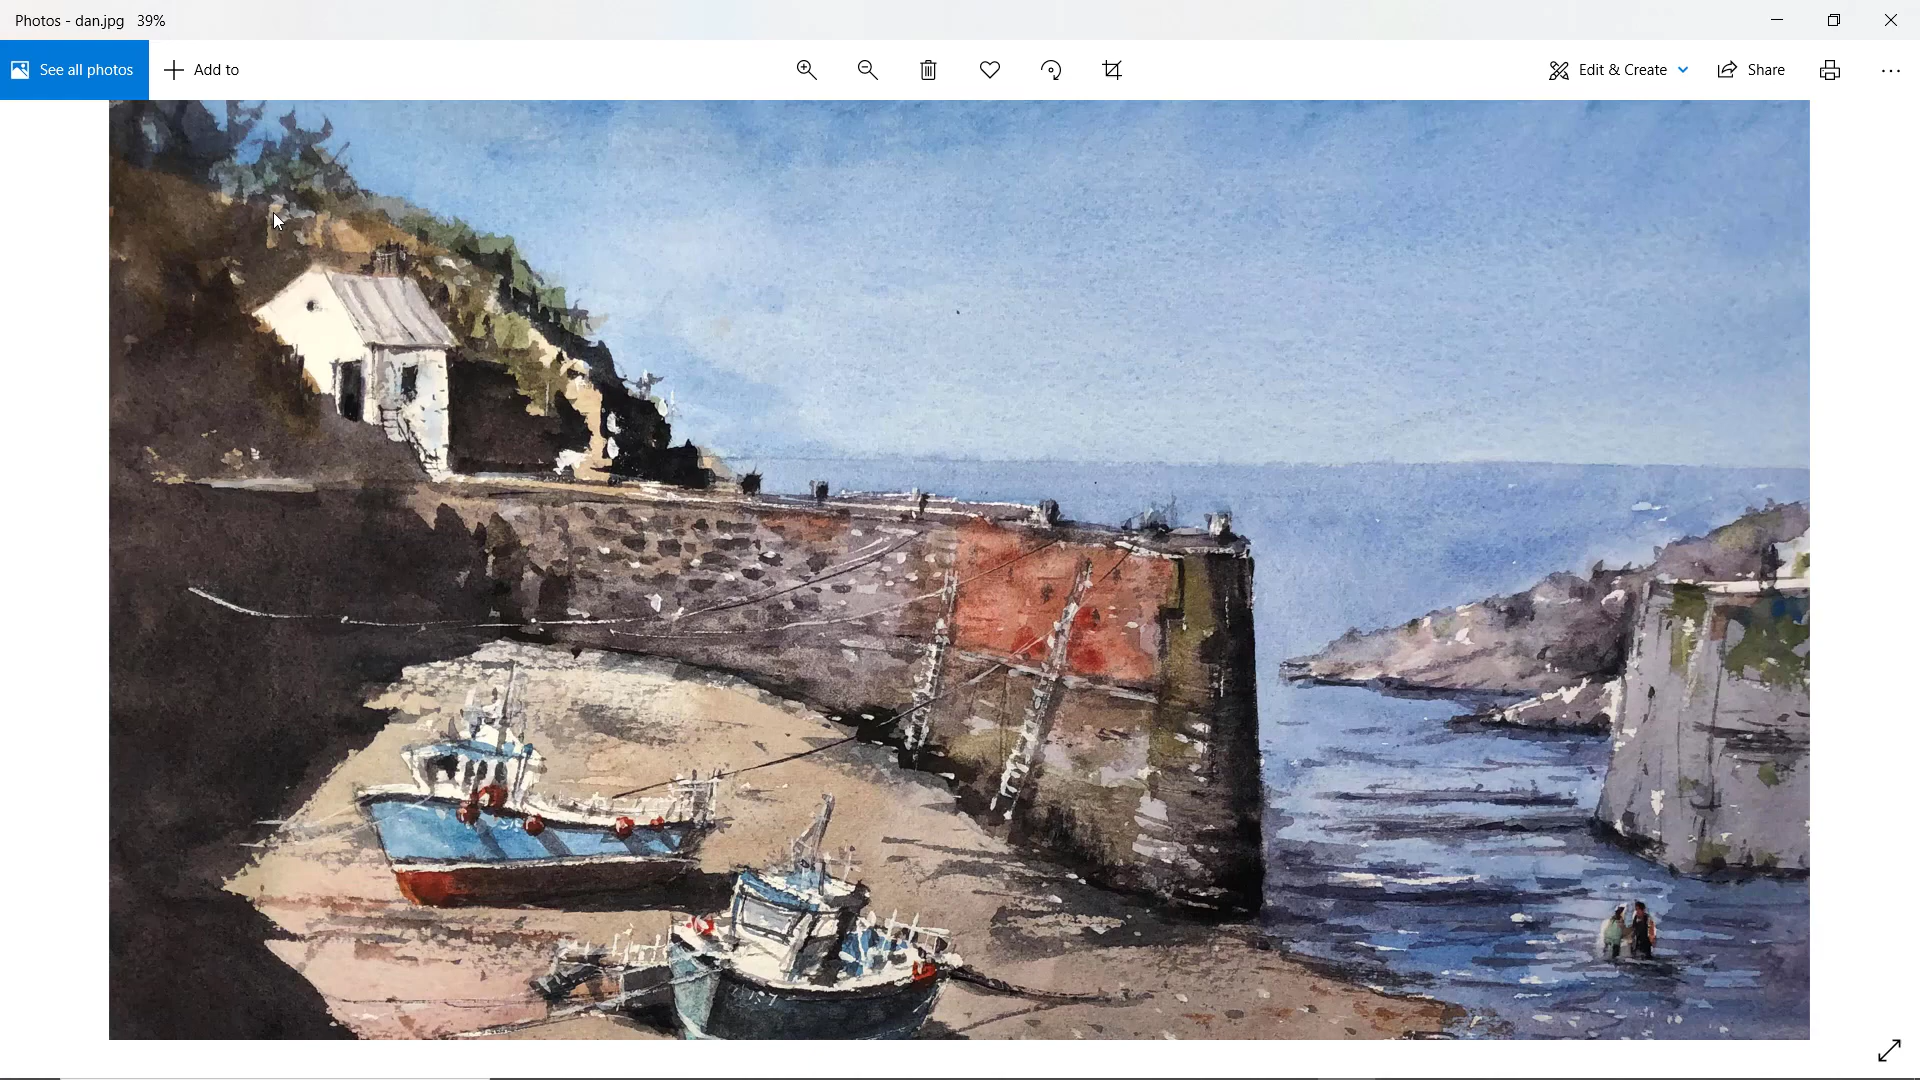 Photos - dan.jpg 39%
See all photos
Add to
Edit & Create
Share